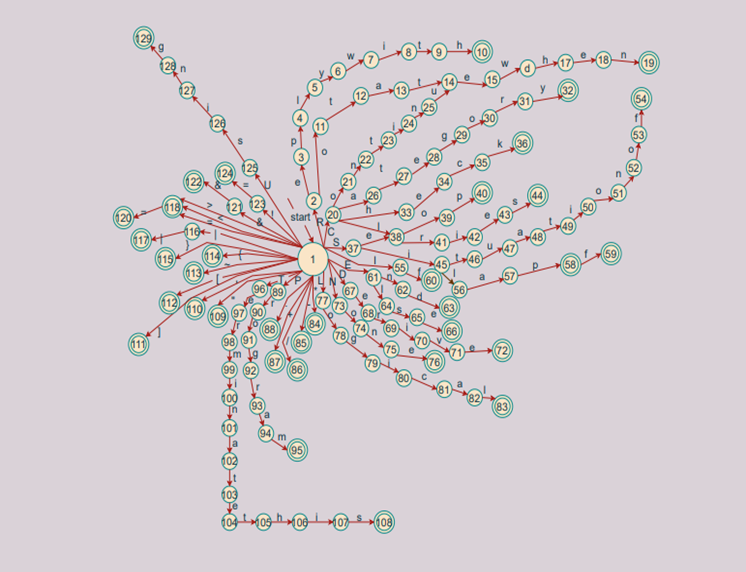 129
g
128
n
127
i
126
s
125
U
124
=
123
!
122
&
121
&
120
=
118
>
<
116
|
117
|
115
}
114
{
113
~
112
[
110
111
]
109
start
1
R
C
S
E
D
N
L
P
T
2
e
3
p
4
l
5
y
6
w
7
i
8
t
9
h
10
o
11
t
12
a
13
t
14
e
15
w
d
h
17
e
18
n
19
20
o
21
n
22
t
23
i
24
n
25
u
a
26
t
27
e
28
g
29
o
30
r
31
y
32
h
33
e
34
c
35
k
36
37
e
l
38
o
39
p
40
r
41
i
42
e
43
s
44
i
45
t
46
u
47
a
48
t
49
i
50
o
51
n
52
o
53
f
54
l
55
f
60
l
56
a
57
p
58
f
59
61
n
62
d
63
l
64
s
65
e
66
67
e
68
r
69
i
70
v
71
e
72
73
o
74
n
75
e
76
77
o
78
g
79
i
80
c
81
a
82
l
83
84
85
86
87
88
+
89
r
90
o
91
g
92
r
93
a
94
m
95
96
e
97
r
98
m
99
i
100
n
101
a
102
t
103
e
104
t
105
h
106
i
107
s
108